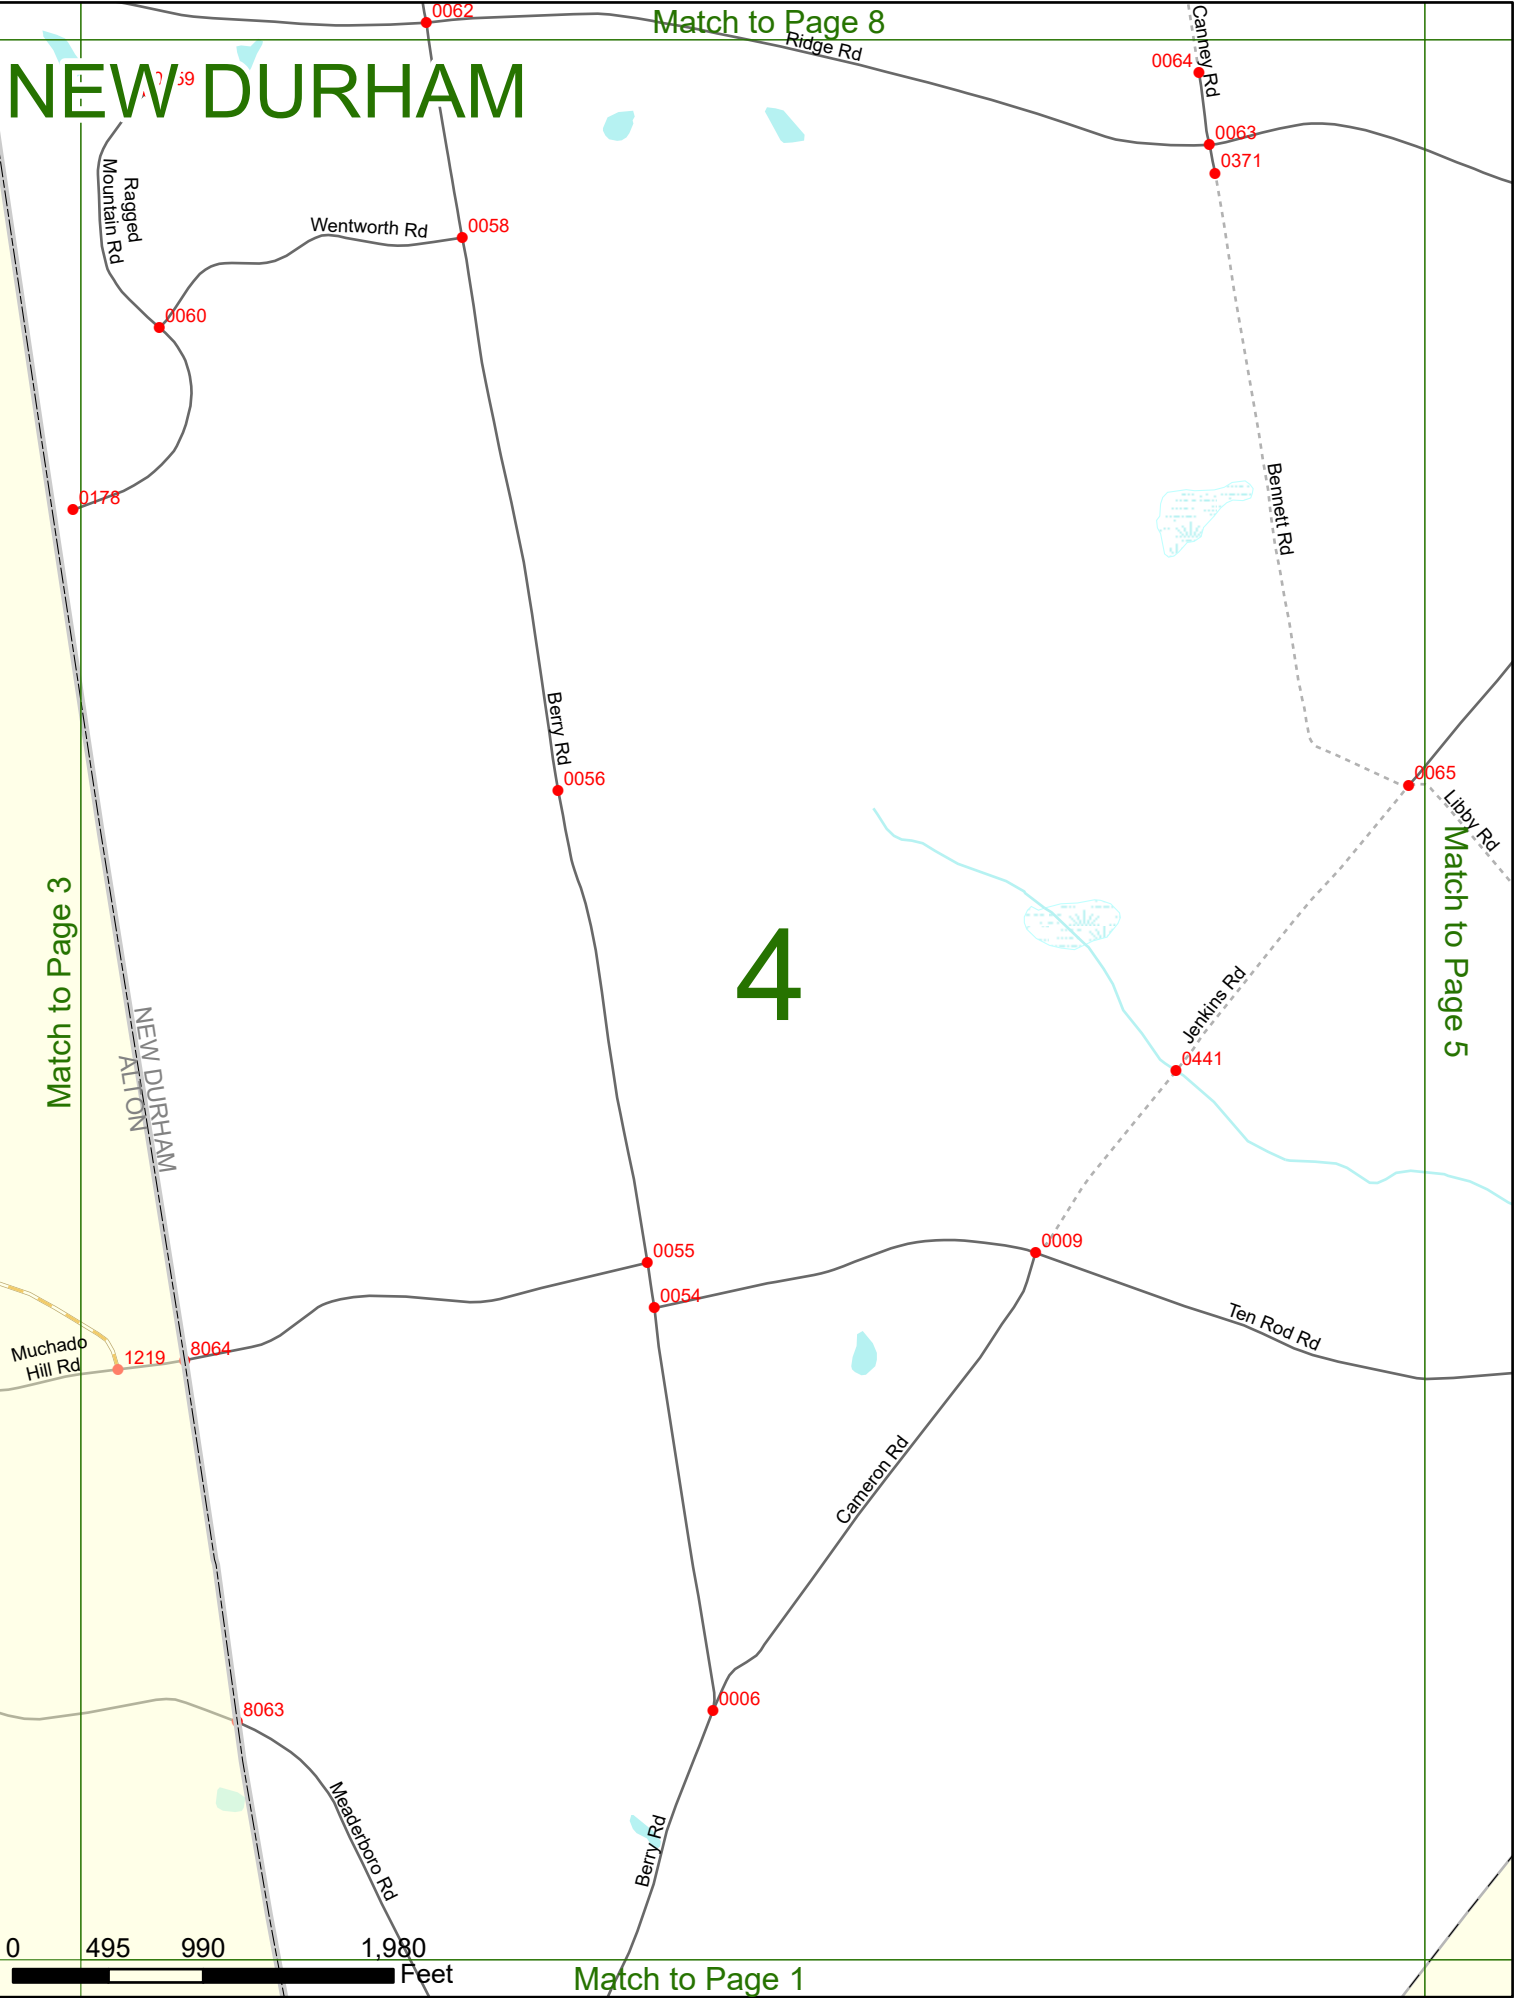 0062
Match to Page 8
Canney Rd
Ridge Rd
0064
NEW DURHAM
0063
0371
Ragged
Mountain Rd
Wentworth Rd
0058
0060
Bennett Rd
0178
Berry Rd
0056
0065
Libby Rd
Match to Page 3
4
Match to Page 5
Jenkins Rd
NEW DURHAM
ALTON
0441
0009
0055
0054
Ten Rod Rd
Muchado
Hill Rd
1219
8064
Cameron Rd
0006
8063
Meaderboro Rd
Berry Rd
0 495 990 1,980
Feet
Match to Page 1